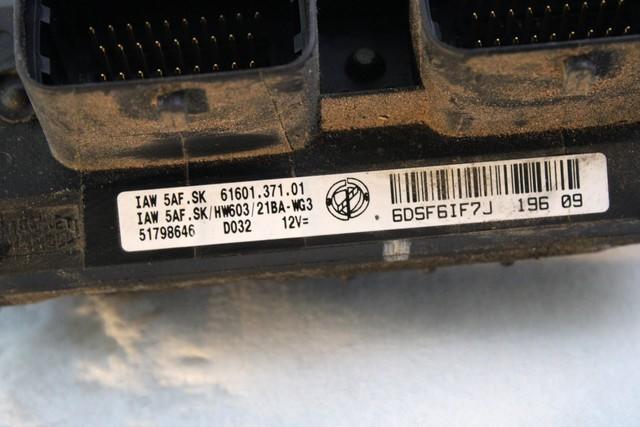 IAW 5AF.SK 61601.371.01
IAW 5AF.SK/HW603/21BA-WG3
51798646 D032 12V=
6DSF6IF7J 196 09